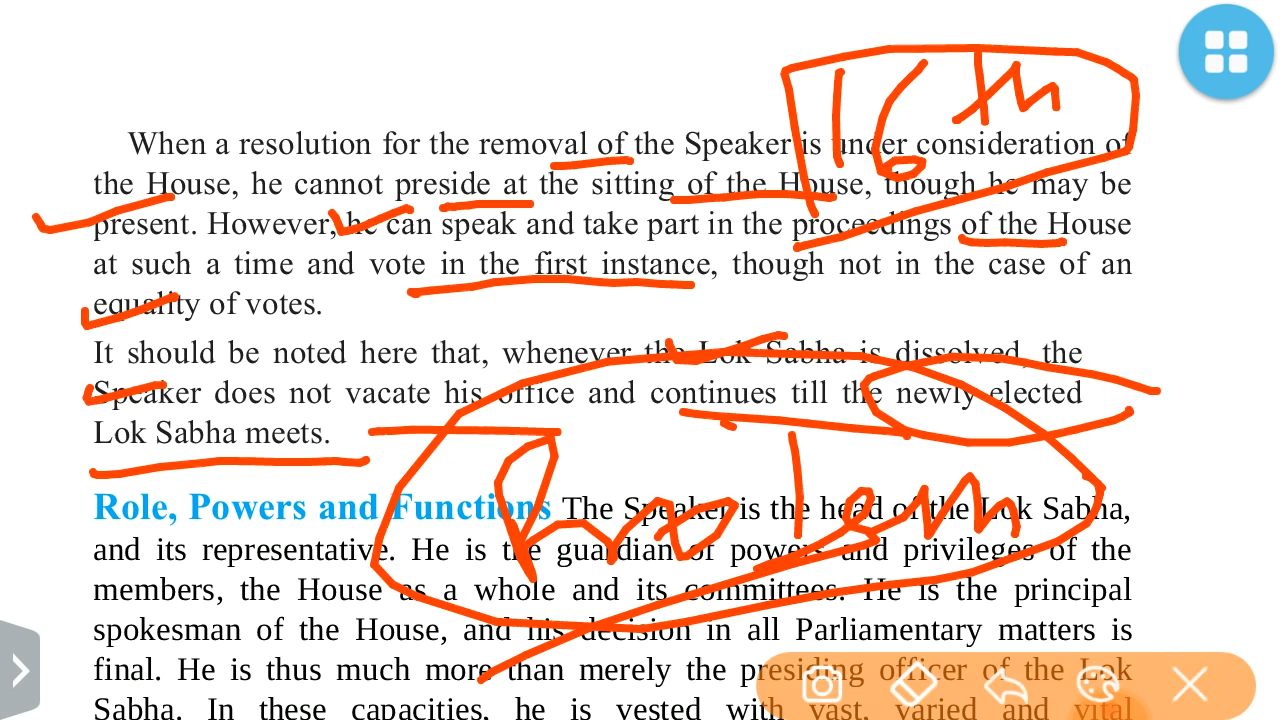 16th
When a resolution for the removal of the Speaker is under consideration of
the House, he cannot preside at the sitting of the House, though he may be
present. However, he can speak and take part in the proceedings of the House
at such a time and vote in the first instance, though not in the case of an
equality of votes.
It should be noted here that, whenever the Lok Sabha is dissolved, the
Speaker does not vacate his office and continues till the newly elected
Lok Sabha meets.
Problem
Role, Powers and Functions The Speaker is the head of the Lok Sabha,
and its representative. He is the guardian of powers and privileges of the
members, the House as a whole and its committees. He is the principal
spokesman of the House, and his decision in all Parliamentary matters is
final. He is thus much more than merely the presiding officer of the Lok
Sabha. In these capacities, he is vested with vast, varied and vital